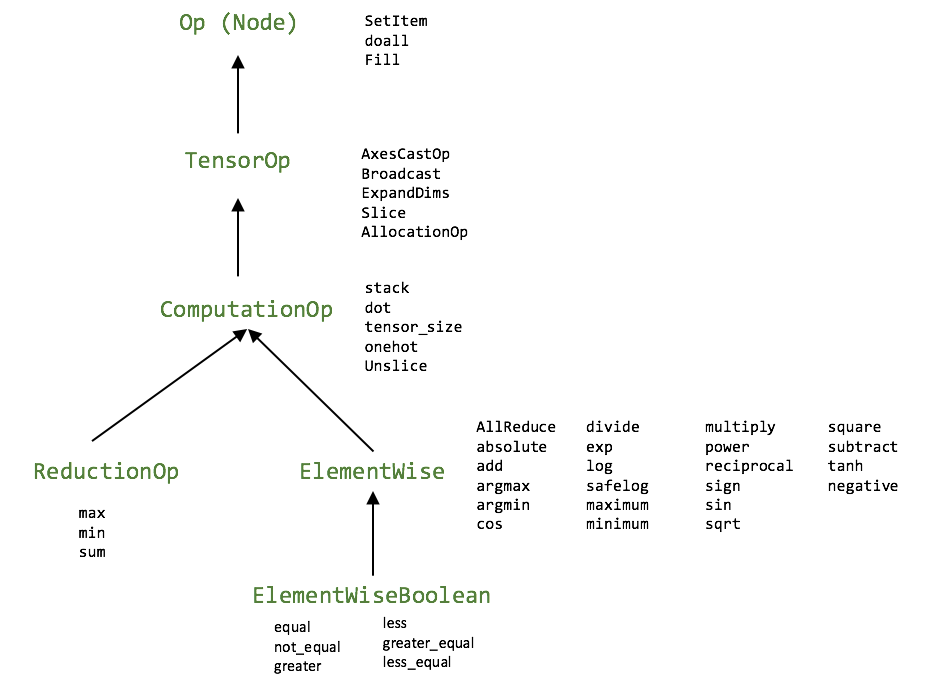 Op (Node)
SetItem
doall
Fill
TensorOp
AxesCastOp
Broadcast
ExpandDims
Slice
AllocationOp
ComputationOp
stack
dot
tensor_size
onehot
Unslice
ReductionOp
max
min
sum
ElementWise
AllReduce
absolute
add
argmax
argmin
cos
divide
exp
log
safelog
maximum
minimum
multiply
power
reciprocal
sign
sin
sqrt
square
subtract
tanh
negative
ElementWiseBoolean
equal
not_equal
greater
less
greater_equal
less_equal